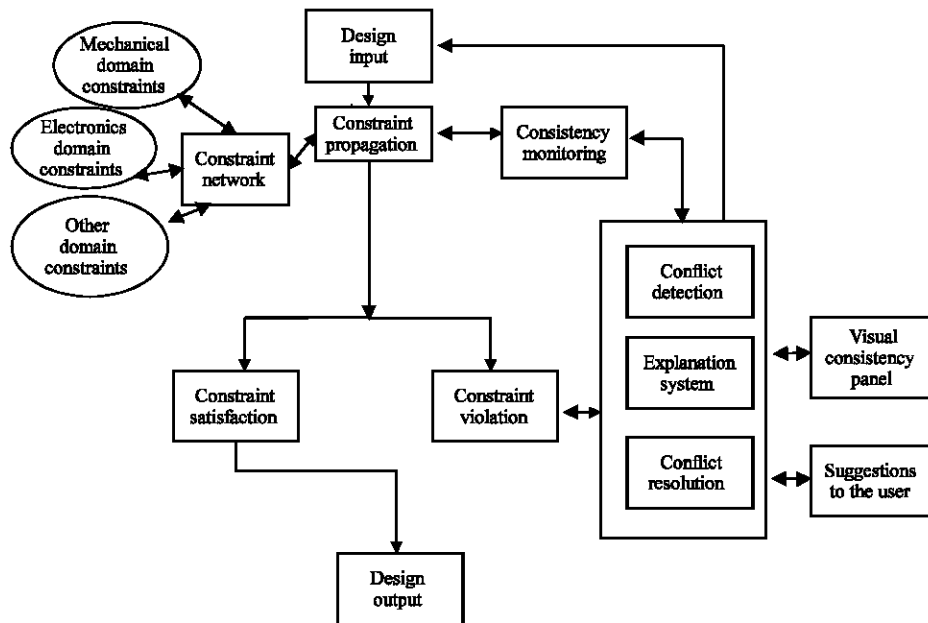 Mechanical
domain
constraints
Electronics
domain
constraints
Other
domain
constraints
Constraint
network
Design
input
Constraint
propagation
Consistency
monitoring
Conflict
detection
Explanation
system
Conflict
resolution
Visual
consistency
panel
Suggestions
to the user
Constraint
satisfaction
Constraint
violation
Design
output